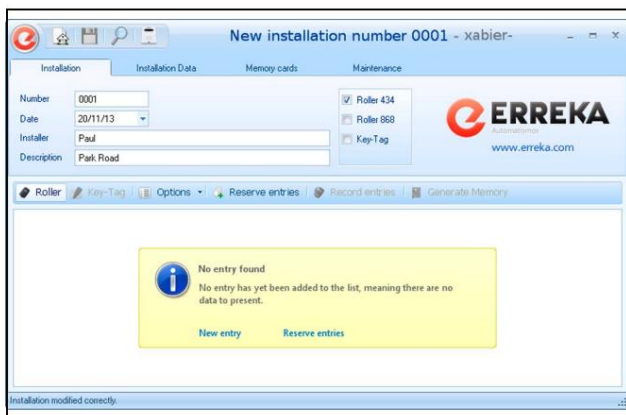 New installation number 0001 - xabier-
Installation Installation Data Memory cards Maintenance
Number 0001
Date 20/11/13
Installer Paul
Description Park Road
Roller 434
Roller 868
Key-Tag
ERREKA
Automatismos
www.erreka.com
Roller Key-Tag Options Reserve entries Record entries Generate Memory
No entry found
No entry has yet been added to the list, meaning there are no
data to present.
New entry Reserve entries
Installation modified correctly.